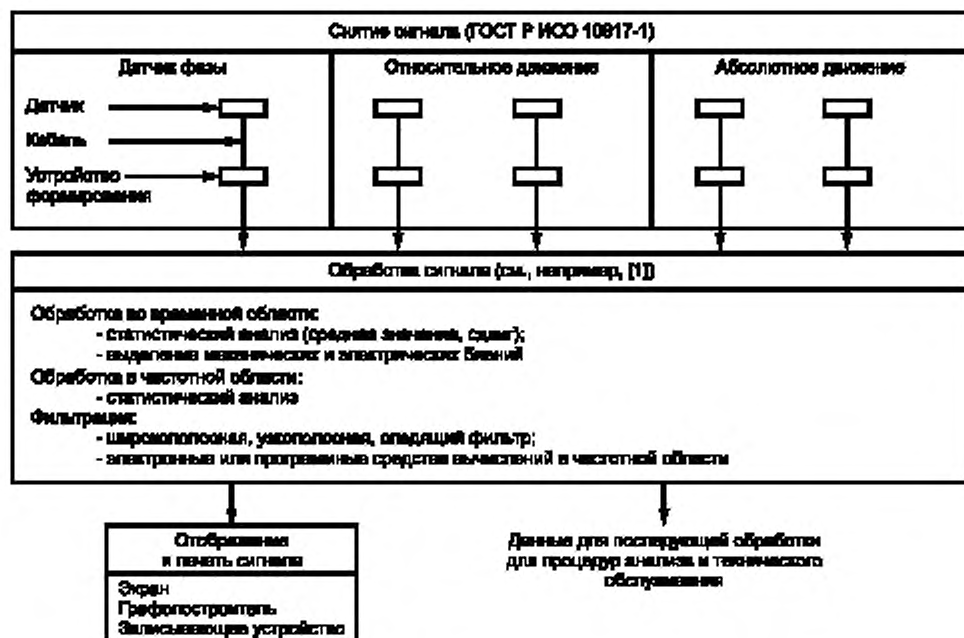 Снятие сигнала (ГОСТ Р ИСО 10817-1)
Датчик фазы
Относительное движение
Абсолютное движение
Датчик
Кабель
Устройство
формирования
Обработка сигнала (см., например, [1])
Обработка во временной области:
- статистический анализ (средние значения, сдвиг);
- выделение механических и электрических биений
Обработка в частотной области:
- статистический анализ
Фильтрация:
- широкополосная, узкополосная, следящий фильтр;
- электронные или программные средства вычислений в частотной области
Отображение
и печать сигнала
Экран
Графопостроитель
Записывающее устройство
Данные для последующей обработки
для процедур анализа и технического
обслуживания